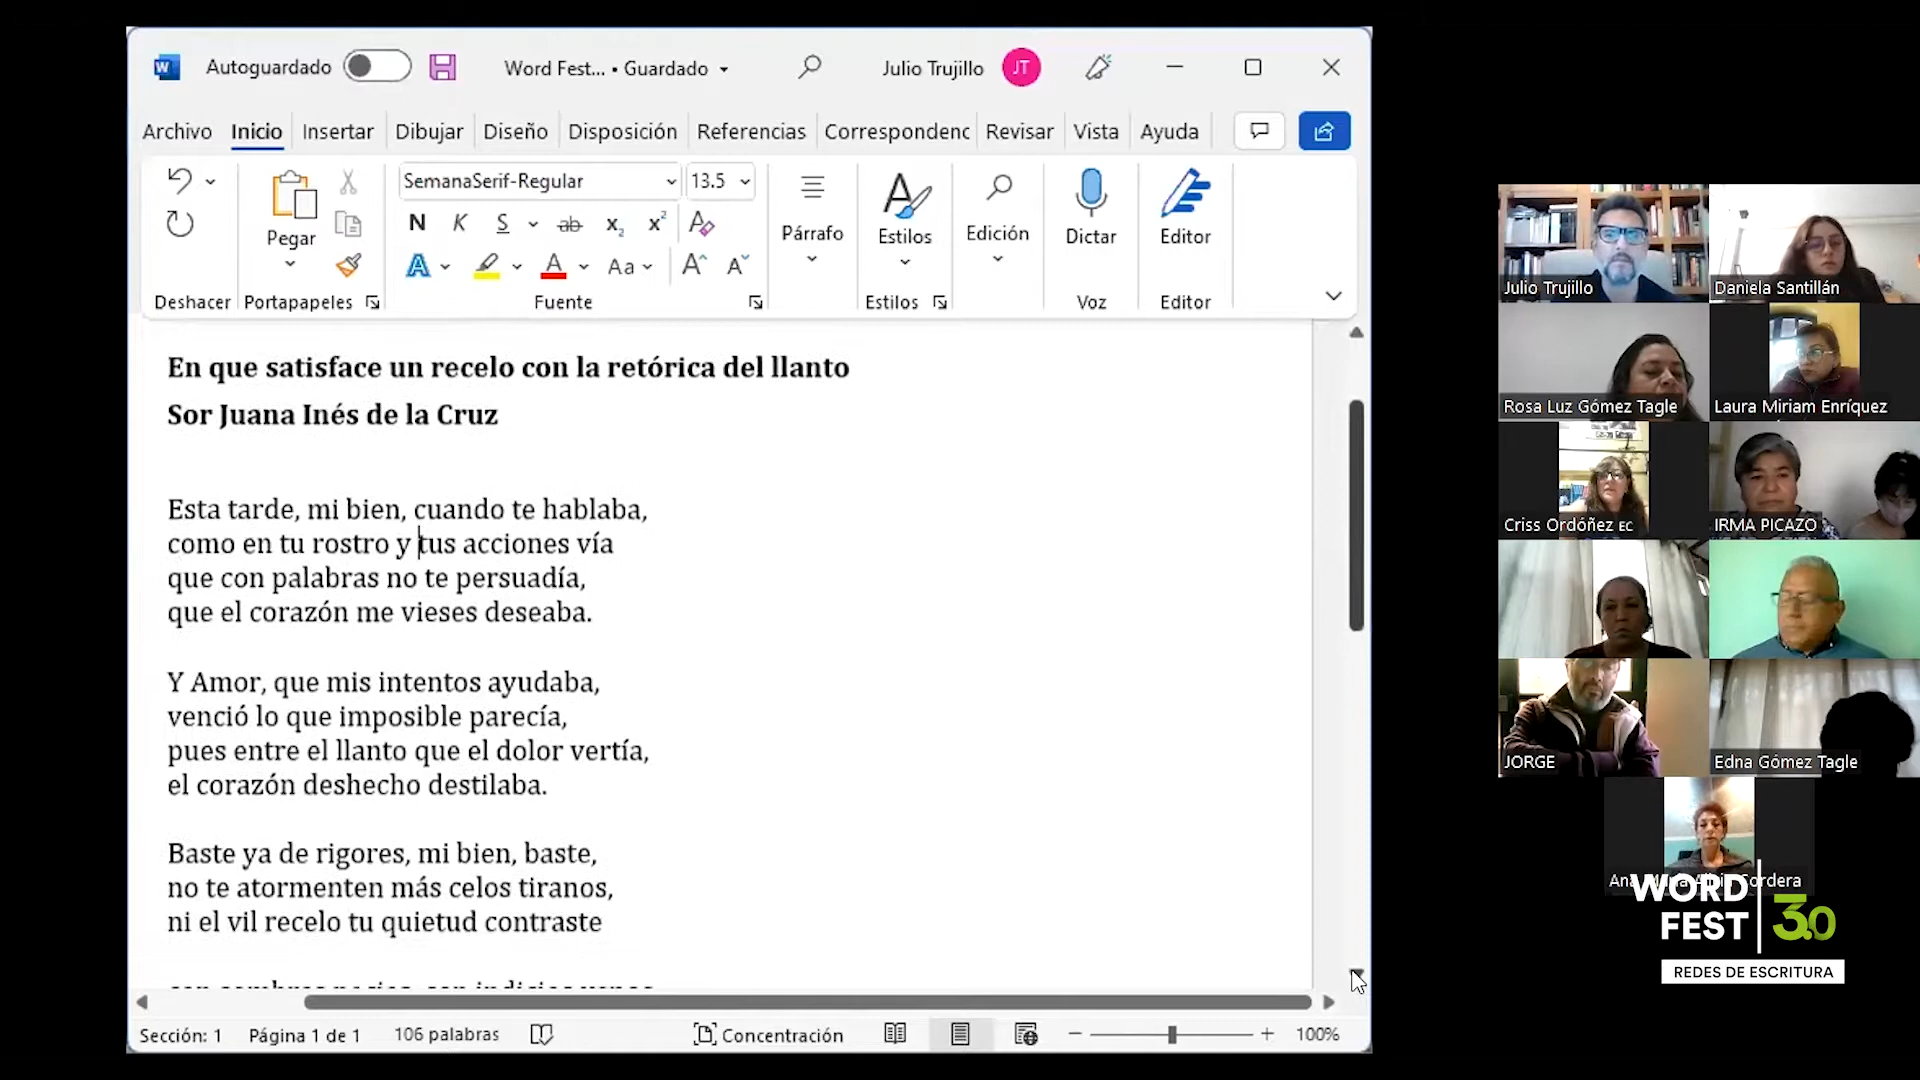 Autoguardado
Word Fest... • Guardado
Julio Trujillo
JT
Archivo Inicio Insertar Dibujar Diseño Disposición Referencias Correspondenc Revisar Vista Ayuda
SemanaSerif-Regular 13.5
N K S ab x₂ x²
A A Aa A A
Pegar
Párrafo
Estilos
Edición
Dictar
Editor
Deshacer Portapapeles Fuente Estilos Voz Editor
En que satisface un recelo con la retórica del llanto
Sor Juana Inés de la Cruz
Esta tarde, mi bien, cuando te hablaba,
como en tu rostro y tus acciones vía
que con palabras no te persuadía,
que el corazón me vieses deseaba.
Y Amor, que mis intentos ayudaba,
venció lo que imposible parecía,
pues entre el llanto que el dolor vertía,
el corazón deshecho destilaba.
Baste ya de rigores, mi bien, baste,
no te atormenten más celos tiranos,
ni el vil recelo tu quietud contraste
Sección: 1 Página 1 de 1 106 palabras Concentración 100%
Julio Trujillo
Daniela Santillán
Rosa Luz Gómez Tagle
Laura Miriam Enríquez
Criss Ordóñez EC
IRMA PICAZO
JORGE
Edna Gómez Tagle
WORD
FEST
3.0
REDES DE ESCRITURA